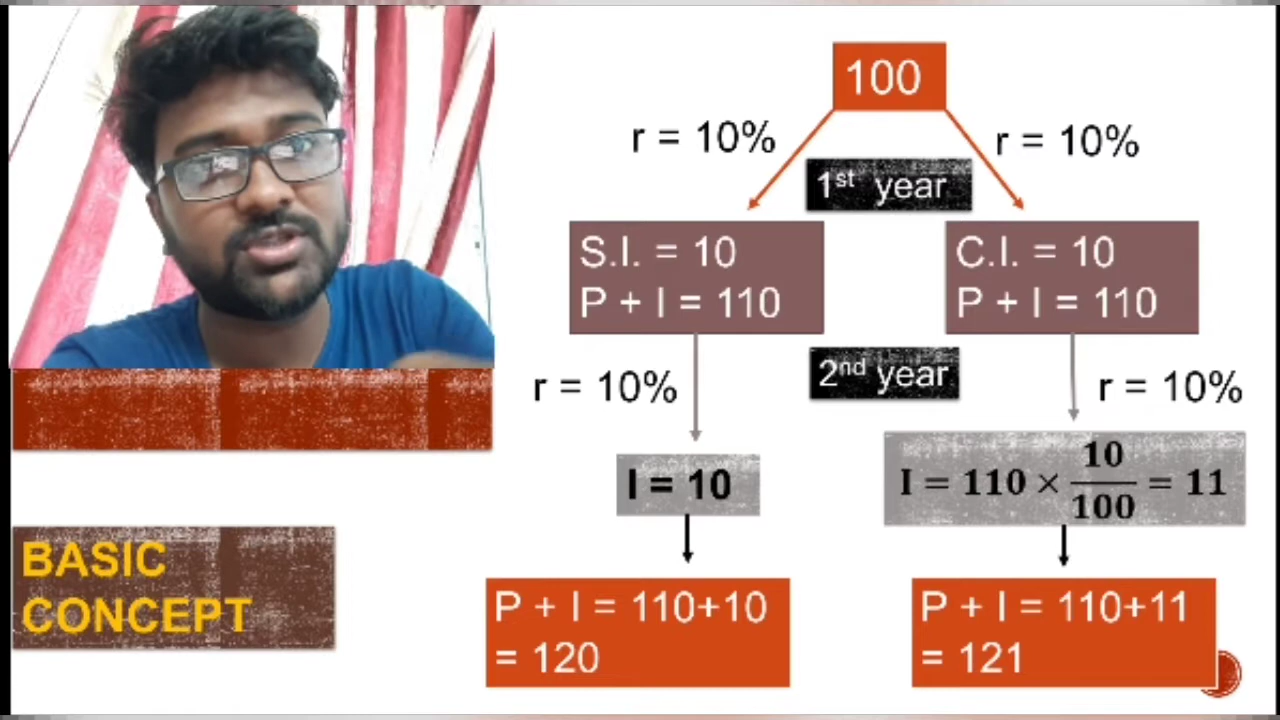 100
r = 10%
r = 10%
1st year
S.I. = 10
P + I = 110
C.I. = 10
P + I = 110
2nd year
r = 10%
r = 10%
I = 10
I = 110 × 10/100 = 11
BASIC
CONCEPT
P + I = 110+10
= 120
P + I = 110+11
= 121